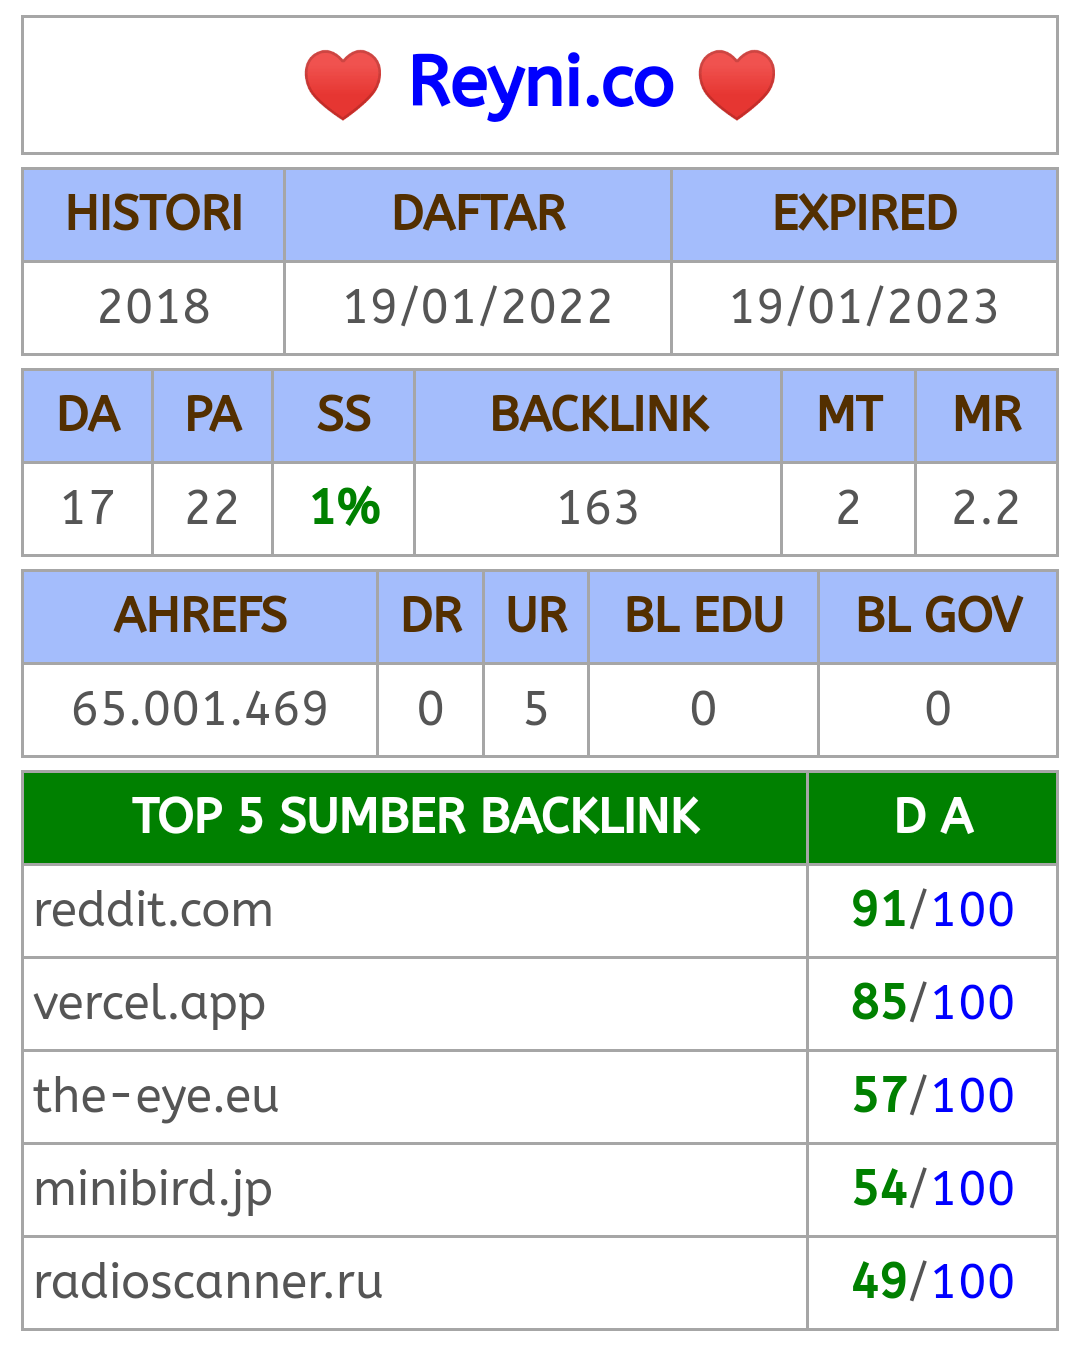 Reyni.co
HISTORI DAFTAR EXPIRED
2018 19/01/2022 19/01/2023
DA PA SS BACKLINK MT MR
17 22 1% 163 2 2.2
AHREFS DR UR BL EDU BL GOV
65.001.469 0 5 0 0
TOP 5 SUMBER BACKLINK D A
reddit.com 91/100
vercel.app 85/100
the-eye.eu 57/100
minibird.jp 54/100
radioscanner.ru 49/100